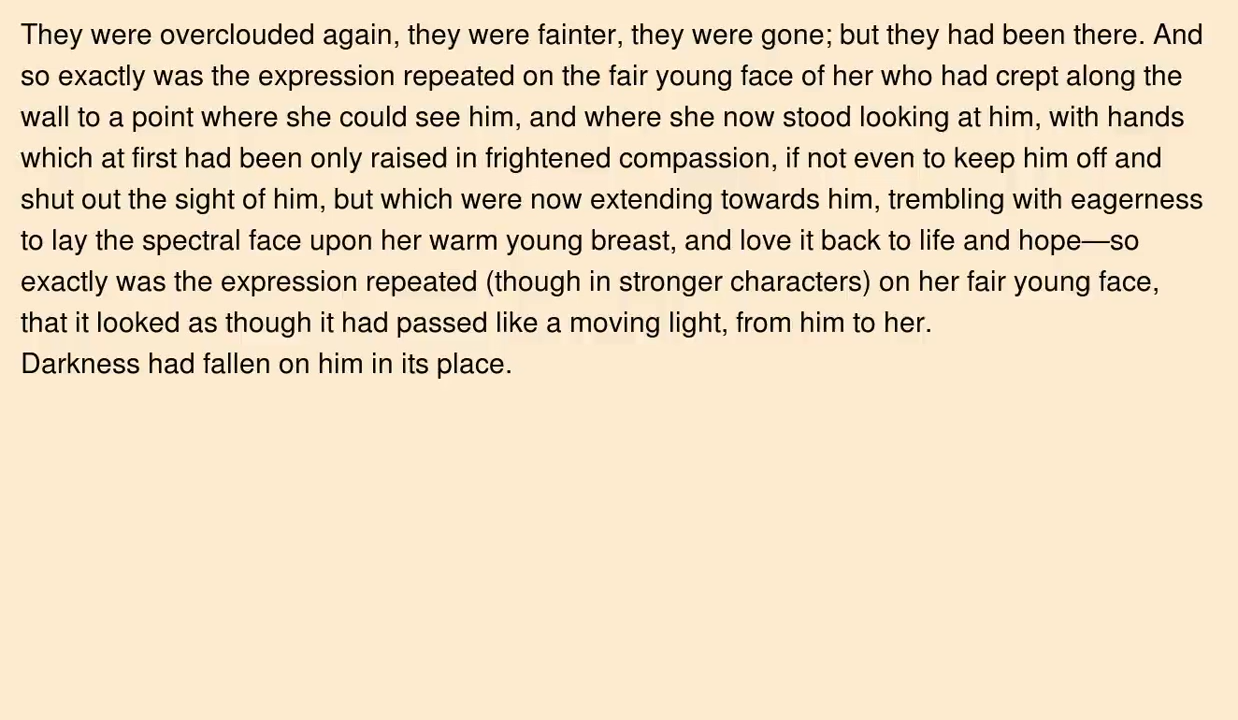 They were overclouded again, they were fainter, they were gone; but they had been there. And
so exactly was the expression repeated on the fair young face of her who had crept along the
wall to a point where she could see him, and where she now stood looking at him, with hands
which at first had been only raised in frightened compassion, if not even to keep him off and
shut out the sight of him, but which were now extending towards him, trembling with eagerness
to lay the spectral face upon her warm young breast, and love it back to life and hope—so
exactly was the expression repeated (though in stronger characters) on her fair young face,
that it looked as though it had passed like a moving light, from him to her.
Darkness had fallen on him in its place.